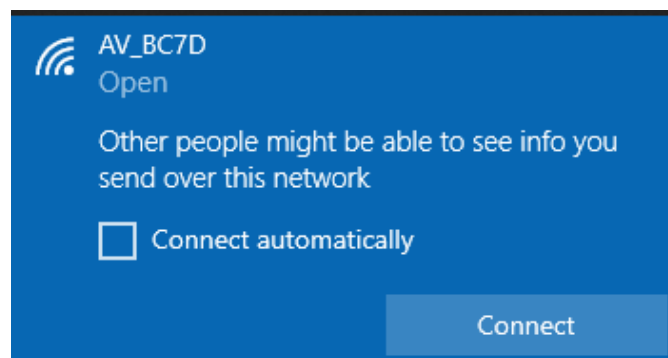 AV_BC7D
Open
Other people might be able to see info you
send over this network
Connect automatically
Connect